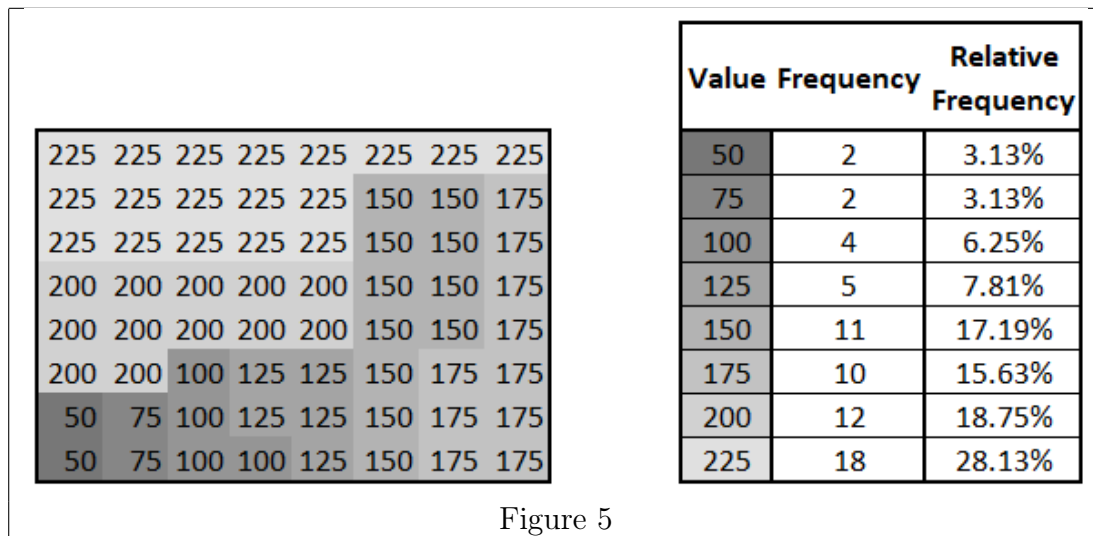 225 225 225 225 225 225 225 225
225 225 225 225 225 150 150 175
225 225 225 225 225 150 150 175
200 200 200 200 200 150 150 175
200 200 200 200 200 150 150 175
200 200 100 125 125 150 175 175
50 75 100 125 125 150 175 175
50 75 100 100 125 150 175 175
Value Frequency Relative Frequency
50 2 3.13%
75 2 3.13%
100 4 6.25%
125 5 7.81%
150 11 17.19%
175 10 15.63%
200 12 18.75%
225 18 28.13%
Figure 5